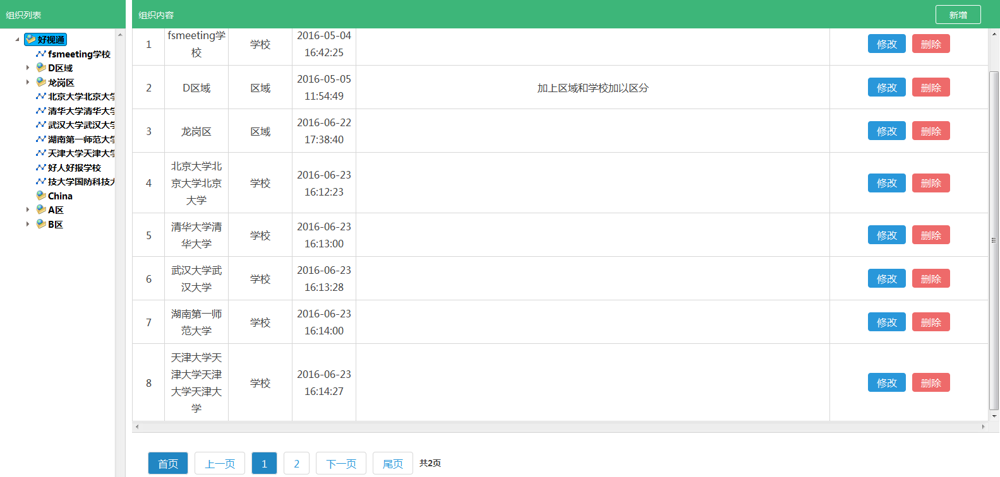 组织列表
好视通
fsmeeting学校
D区域
龙岗区
北京大学北京大学
清华大学清华大学
武汉大学武汉大学
湖南第一师范大学
天津大学天津大学
好人好报学校
技大学国防科技大
China
A区
B区
组织内容
新增
1 fsmeeting学 学校 2016-05-04 修改 删除
校 16:42:25
2 D区域 区域 2016-05-05 加上区域和学校加以区分 修改 删除
11:54:49
3 龙岗区 区域 2016-06-22 修改 删除
17:38:40
4 北京大学北 学校 2016-06-23 修改 删除
京大学北京 16:12:23
大学
5 清华大学清 学校 2016-06-23 修改 删除
华大学 16:13:00
6 武汉大学武 学校 2016-06-23 修改 删除
汉大学 16:13:28
7 湖南第一师 学校 2016-06-23 修改 删除
范大学 16:14:00
8 天津大学天 学校 2016-06-23 修改 删除
津大学天津 16:14:27
大学天津大
学
首页 上一页 1 2 下一页 尾页 共2页